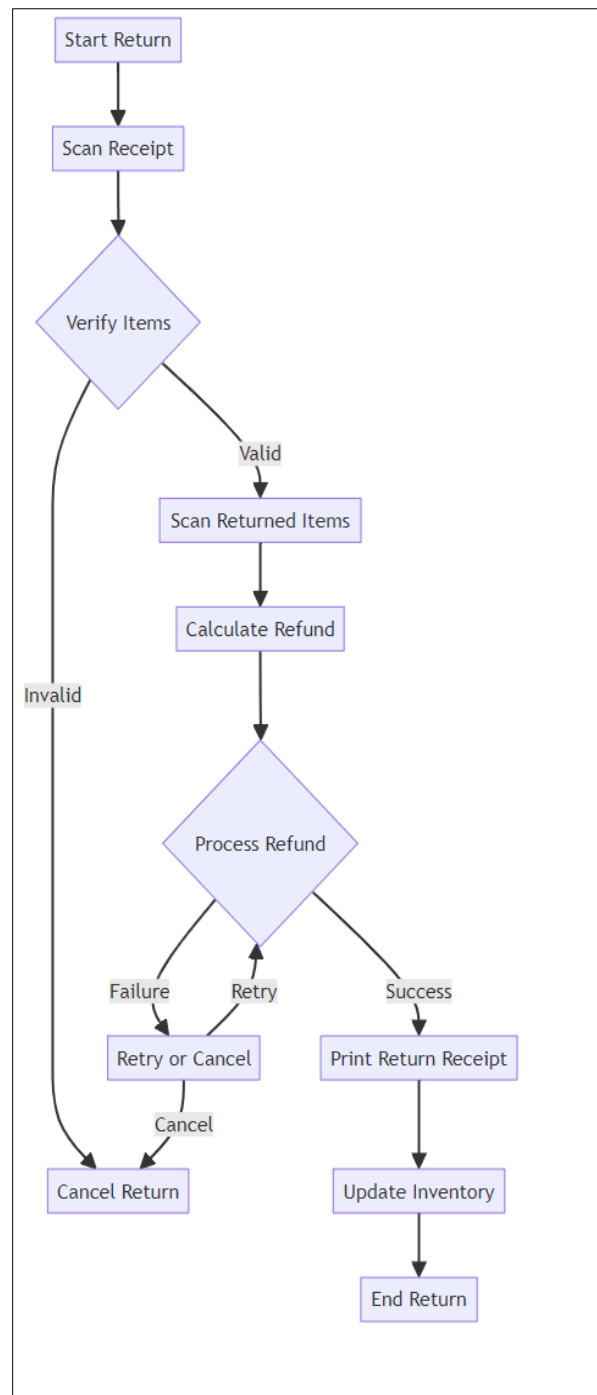 Start Return
Scan Receipt
Verify Items
Valid
Scan Returned Items
Calculate Refund
Invalid
Process Refund
Failure
Retry
Success
Retry or Cancel
Print Return Receipt
Cancel
Cancel Return
Update Inventory
End Return